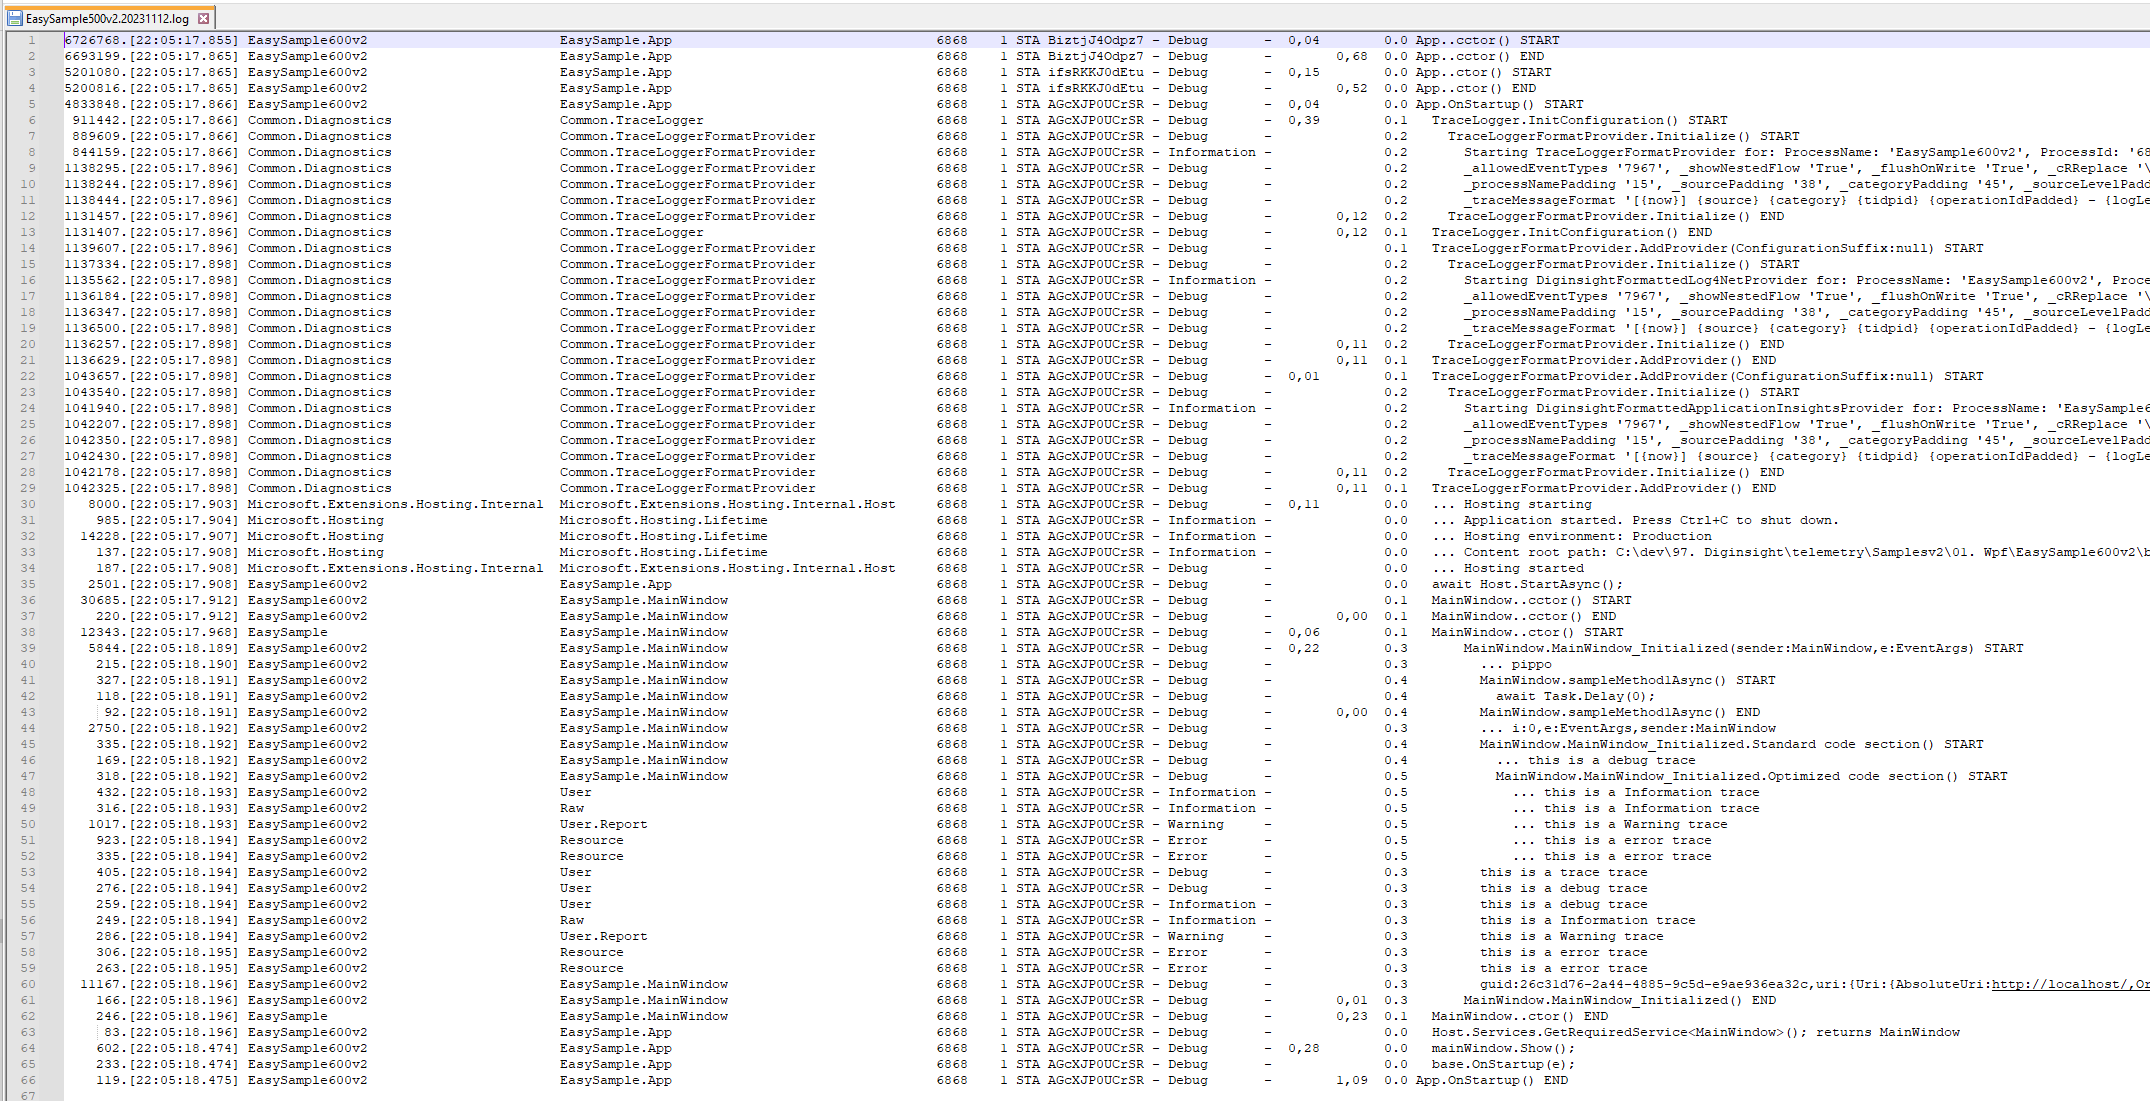 EasySample500v2.20231112.log
1 6726768.[22:05:17.855] EasySample600v2 EasySample.App 6868 1 STA BiztjJ4Odpz7 - Debug - 0,04 0.0 App..cctor() START
2 6693199.[22:05:17.865] EasySample600v2 EasySample.App 6868 1 STA BiztjJ4Odpz7 - Debug - 0,68 0.0 App..cctor() END
3 5201080.[22:05:17.865] EasySample600v2 EasySample.App 6868 1 STA ifsRKKJ0dEtu - Debug - 0,15 0.0 App..ctor() START
4 5200816.[22:05:17.865] EasySample600v2 EasySample.App 6868 1 STA ifsRKKJ0dEtu - Debug - 0,52 0.0 App..ctor() END
5 4833848.[22:05:17.866] EasySample600v2 EasySample.App 6868 1 STA AGcXJP0UCrSR - Debug - 0,04 0.0 App.OnStartup() START
6 911442.[22:05:17.866] Common.Diagnostics Common.TraceLogger 6868 1 STA AGcXJP0UCrSR - Debug - 0,39 0.1 TraceLogger.InitConfiguration() START
7 889609.[22:05:17.866] Common.Diagnostics Common.TraceLoggerFormatProvider 6868 1 STA AGcXJP0UCrSR - Debug - 0.2 TraceLoggerFormatProvider.Initialize() START
8 844159.[22:05:17.866] Common.Diagnostics Common.TraceLoggerFormatProvider 6868 1 STA AGcXJP0UCrSR - Information - 0.2 Starting TraceLoggerFormatProvider for: ProcessName: 'EasySample600v2', ProcessId: '68
9 1138295.[22:05:17.896] Common.Diagnostics Common.TraceLoggerFormatProvider 6868 1 STA AGcXJP0UCrSR - Debug - 0.2 _allowedEventTypes '7967', _showNestedFlow 'True', _flushOnWrite 'True', _cRReplace '\
10 1138244.[22:05:17.896] Common.Diagnostics Common.TraceLoggerFormatProvider 6868 1 STA AGcXJP0UCrSR - Debug - 0.2 _processNamePadding '15', _sourcePadding '38', _categoryPadding '45', _sourceLevelPadd
11 1138444.[22:05:17.896] Common.Diagnostics Common.TraceLoggerFormatProvider 6868 1 STA AGcXJP0UCrSR - Debug - 0.2 _traceMessageFormat '[{now}] {source} {category} {tidpid} {operationIdPadded} - {logLe
12 1131457.[22:05:17.896] Common.Diagnostics Common.TraceLoggerFormatProvider 6868 1 STA AGcXJP0UCrSR - Debug - 0,12 0.2 TraceLoggerFormatProvider.Initialize() END
13 1131407.[22:05:17.896] Common.Diagnostics Common.TraceLogger 6868 1 STA AGcXJP0UCrSR - Debug - 0,12 0.1 TraceLogger.InitConfiguration() END
14 1139607.[22:05:17.896] Common.Diagnostics Common.TraceLoggerFormatProvider 6868 1 STA AGcXJP0UCrSR - Debug - 0.1 TraceLoggerFormatProvider.AddProvider(ConfigurationSuffix:null) START
15 1137334.[22:05:17.898] Common.Diagnostics Common.TraceLoggerFormatProvider 6868 1 STA AGcXJP0UCrSR - Debug - 0.1 TraceLoggerFormatProvider.Initialize() START
16 1135562.[22:05:17.898] Common.Diagnostics Common.TraceLoggerFormatProvider 6868 1 STA AGcXJP0UCrSR - Information - 0.2 Starting DiginsightFormattedLog4NetProvider for: ProcessName: 'EasySample600v2', Proce
17 1136184.[22:05:17.898] Common.Diagnostics Common.TraceLoggerFormatProvider 6868 1 STA AGcXJP0UCrSR - Debug - 0.2 _allowedEventTypes '7967', _showNestedFlow 'True', _flushOnWrite 'True', _cRReplace '\
18 1136347.[22:05:17.898] Common.Diagnostics Common.TraceLoggerFormatProvider 6868 1 STA AGcXJP0UCrSR - Debug - 0.2 _processNamePadding '15', _sourcePadding '38', _categoryPadding '45', _sourceLevelPadd
19 1136500.[22:05:17.898] Common.Diagnostics Common.TraceLoggerFormatProvider 6868 1 STA AGcXJP0UCrSR - Debug - 0.2 _traceMessageFormat '[{now}] {source} {category} {tidpid} {operationIdPadded} - {logLe
20 1136257.[22:05:17.898] Common.Diagnostics Common.TraceLoggerFormatProvider 6868 1 STA AGcXJP0UCrSR - Debug - 0,11 0.2 TraceLoggerFormatProvider.Initialize() END
21 1136629.[22:05:17.898] Common.Diagnostics Common.TraceLoggerFormatProvider 6868 1 STA AGcXJP0UCrSR - Debug - 0,11 0.1 TraceLoggerFormatProvider.AddProvider() END
22 1043657.[22:05:17.898] Common.Diagnostics Common.TraceLoggerFormatProvider 6868 1 STA AGcXJP0UCrSR - Debug - 0,01 0.1 TraceLoggerFormatProvider.AddProvider(ConfigurationSuffix:null) START
23 1043540.[22:05:17.898] Common.Diagnostics Common.TraceLoggerFormatProvider 6868 1 STA AGcXJP0UCrSR - Debug - 0.2 TraceLoggerFormatProvider.Initialize() START
24 1041940.[22:05:17.898] Common.Diagnostics Common.TraceLoggerFormatProvider 6868 1 STA AGcXJP0UCrSR - Information - 0.2 Starting DiginsightFormattedApplicationInsightsProvider for: ProcessName: 'EasySample6
25 1042207.[22:05:17.898] Common.Diagnostics Common.TraceLoggerFormatProvider 6868 1 STA AGcXJP0UCrSR - Debug - 0.2 _allowedEventTypes '7967', _showNestedFlow 'True', _flushOnWrite 'True', _cRReplace '\
26 1042350.[22:05:17.898] Common.Diagnostics Common.TraceLoggerFormatProvider 6868 1 STA AGcXJP0UCrSR - Debug - 0.2 _processNamePadding '15', _sourcePadding '38', _categoryPadding '45', _sourceLevelPadd
27 1042430.[22:05:17.898] Common.Diagnostics Common.TraceLoggerFormatProvider 6868 1 STA AGcXJP0UCrSR - Debug - 0.2 _traceMessageFormat '[{now}] {source} {category} {tidpid} {operationIdPadded} - {logLe
28 1042178.[22:05:17.898] Common.Diagnostics Common.TraceLoggerFormatProvider 6868 1 STA AGcXJP0UCrSR - Debug - 0,11 0.2 TraceLoggerFormatProvider.Initialize() END
29 1042325.[22:05:17.898] Common.Diagnostics Common.TraceLoggerFormatProvider 6868 1 STA AGcXJP0UCrSR - Debug - 0,11 0.1 TraceLoggerFormatProvider.AddProvider() END
30 8000.[22:05:17.903] Microsoft.Extensions.Hosting.Internal Microsoft.Extensions.Hosting.Internal.Host 6868 1 STA AGcXJP0UCrSR - Debug - 0,11 0.0 ... Hosting starting
31 985.[22:05:17.904] Microsoft.Hosting Microsoft.Hosting.Lifetime 6868 1 STA AGcXJP0UCrSR - Information - 0.0 ... Application started. Press Ctrl+C to shut down.
32 14228.[22:05:17.907] Microsoft.Hosting Microsoft.Hosting.Lifetime 6868 1 STA AGcXJP0UCrSR - Information - 0.0 ... Hosting environment: Production
33 137.[22:05:17.908] Microsoft.Hosting Microsoft.Hosting.Lifetime 6868 1 STA AGcXJP0UCrSR - Information - 0.0 ... Content root path: C:\dev\97. Diginsight\telemetry\Samplesv2\01. Wpf\EasySample600v2\b
34 187.[22:05:17.908] Microsoft.Extensions.Hosting.Internal Microsoft.Extensions.Hosting.Internal.Host 6868 1 STA AGcXJP0UCrSR - Debug - 0.0 ... Hosting started
35 2501.[22:05:17.908] EasySample600v2 EasySample.App 6868 1 STA AGcXJP0UCrSR - Debug - 0.0 await Host.StartAsync();
36 30685.[22:05:17.912] EasySample600v2 EasySample.MainWindow 6868 1 STA AGcXJP0UCrSR - Debug - 0.1 MainWindow..cctor() START
37 220.[22:05:17.912] EasySample600v2 EasySample.MainWindow 6868 1 STA AGcXJP0UCrSR - Debug - 0,00 0.1 MainWindow..cctor() END
38 12343.[22:05:17.968] EasySample EasySample.MainWindow 6868 1 STA AGcXJP0UCrSR - Debug - 0,06 0.1 MainWindow..ctor() START
39 5844.[22:05:18.189] EasySample600v2 EasySample.MainWindow 6868 1 STA AGcXJP0UCrSR - Debug - 0,22 0.3 MainWindow.MainWindow_Initialized(sender:MainWindow,e:EventArgs) START
40 215.[22:05:18.190] EasySample600v2 EasySample.MainWindow 6868 1 STA AGcXJP0UCrSR - Debug - 0.3 ... pippo
41 327.[22:05:18.191] EasySample600v2 EasySample.MainWindow 6868 1 STA AGcXJP0UCrSR - Debug - 0.4 MainWindow.sampleMethod1Async() START
42 118.[22:05:18.191] EasySample600v2 EasySample.MainWindow 6868 1 STA AGcXJP0UCrSR - Debug - 0.4 await Task.Delay(0);
43 92.[22:05:18.191] EasySample600v2 EasySample.MainWindow 6868 1 STA AGcXJP0UCrSR - Debug - 0,00 0.4 MainWindow.sampleMethod1Async() END
44 2750.[22:05:18.192] EasySample600v2 EasySample.MainWindow 6868 1 STA AGcXJP0UCrSR - Debug - 0.3 ... i:0,e:EventArgs,sender:MainWindow
45 335.[22:05:18.192] EasySample600v2 EasySample.MainWindow 6868 1 STA AGcXJP0UCrSR - Debug - 0.4 MainWindow.MainWindow_Initialized.Standard code section() START
46 169.[22:05:18.192] EasySample600v2 EasySample.MainWindow 6868 1 STA AGcXJP0UCrSR - Debug - 0.4 ... this is a debug trace
47 318.[22:05:18.192] EasySample600v2 EasySample.MainWindow 6868 1 STA AGcXJP0UCrSR - Debug - 0.5 MainWindow.MainWindow_Initialized.Optimized code section() START
48 432.[22:05:18.193] EasySample600v2 User 6868 1 STA AGcXJP0UCrSR - Information - 0.5 ... this is a Information trace
49 316.[22:05:18.193] EasySample600v2 Raw 6868 1 STA AGcXJP0UCrSR - Information - 0.5 ... this is a Information trace
50 1017.[22:05:18.193] EasySample600v2 User.Report 6868 1 STA AGcXJP0UCrSR - Warning - 0.5 ... this is a Warning trace
51 923.[22:05:18.194] EasySample600v2 Resource 6868 1 STA AGcXJP0UCrSR - Error - 0.5 ... this is a error trace
52 335.[22:05:18.194] EasySample600v2 Resource 6868 1 STA AGcXJP0UCrSR - Error - 0.5 ... this is a error trace
53 405.[22:05:18.194] EasySample600v2 User 6868 1 STA AGcXJP0UCrSR - Debug - 0.3 this is a trace trace
54 276.[22:05:18.194] EasySample600v2 User 6868 1 STA AGcXJP0UCrSR - Debug - 0.3 this is a debug trace
55 259.[22:05:18.194] EasySample600v2 User 6868 1 STA AGcXJP0UCrSR - Information - 0.3 this is a debug trace
56 249.[22:05:18.194] EasySample600v2 Raw 6868 1 STA AGcXJP0UCrSR - Information - 0.3 this is a Information trace
57 286.[22:05:18.194] EasySample600v2 User.Report 6868 1 STA AGcXJP0UCrSR - Warning - 0.3 this is a Warning trace
58 306.[22:05:18.195] EasySample600v2 Resource 6868 1 STA AGcXJP0UCrSR - Error - 0.3 this is a error trace
59 263.[22:05:18.195] EasySample600v2 Resource 6868 1 STA AGcXJP0UCrSR - Error - 0.3 this is a error trace
60 11167.[22:05:18.196] EasySample600v2 EasySample.MainWindow 6868 1 STA AGcXJP0UCrSR - Debug - 0.3 guid:26c31d76-2a44-4885-9c5d-e9ae936ea32c,uri:{Uri:{AbsoluteUri:http://localhost/,Or
61 166.[22:05:18.196] EasySample600v2 EasySample.MainWindow 6868 1 STA AGcXJP0UCrSR - Debug - 0,01 0.3 MainWindow.MainWindow_Initialized() END
62 246.[22:05:18.196] EasySample EasySample.MainWindow 6868 1 STA AGcXJP0UCrSR - Debug - 0,23 0.1 MainWindow..ctor() END
63 83.[22:05:18.196] EasySample600v2 EasySample.App 6868 1 STA AGcXJP0UCrSR - Debug - 0.0 Host.Services.GetRequiredService<MainWindow>(); returns MainWindow
64 602.[22:05:18.474] EasySample600v2 EasySample.App 6868 1 STA AGcXJP0UCrSR - Debug - 0,28 0.0 mainWindow.Show();
65 233.[22:05:18.474] EasySample600v2 EasySample.App 6868 1 STA AGcXJP0UCrSR - Debug - 0.0 base.OnStartup(e);
66 119.[22:05:18.475] EasySample600v2 EasySample.App 6868 1 STA AGcXJP0UCrSR - Debug - 1,09 0.0 App.OnStartup() END
67